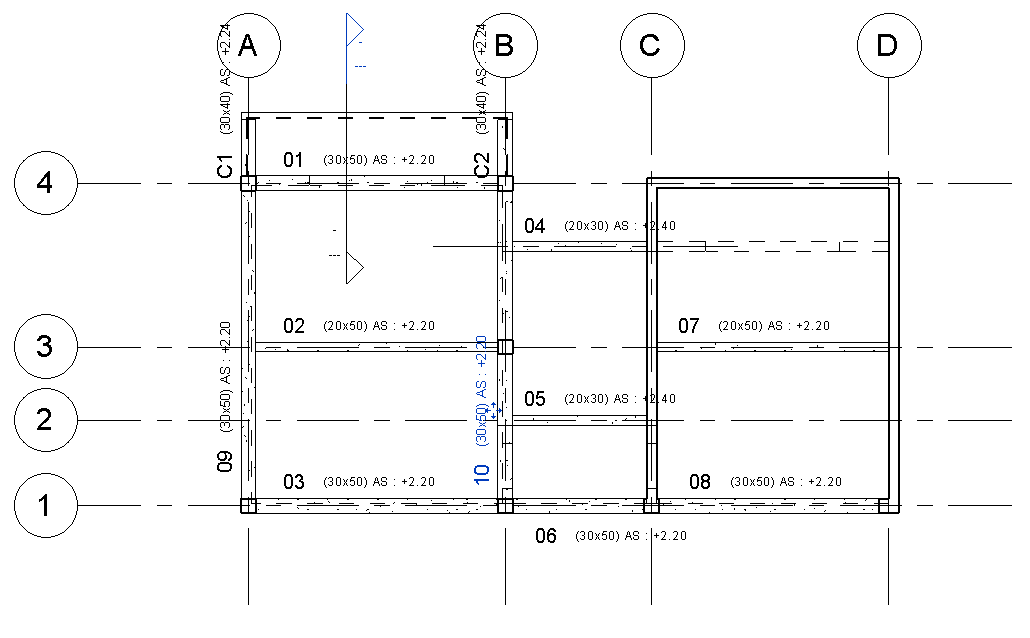 A
B
C
D
(30x40) AS : +2.24
(30x40) AS : +2.24
C1
C2
01 (30x50) AS : +2.20
4
04 (20x30) AS : +2.40
02 (20x50) AS : +2.20
07 (20x50) AS : +2.20
3
09 (30x50) AS : +2.20
10 (30x50) AS : +2.20
05 (20x30) AS : +2.40
2
03 (30x50) AS : +2.20
08 (30x50) AS : +2.20
1
06 (30x50) AS : +2.20